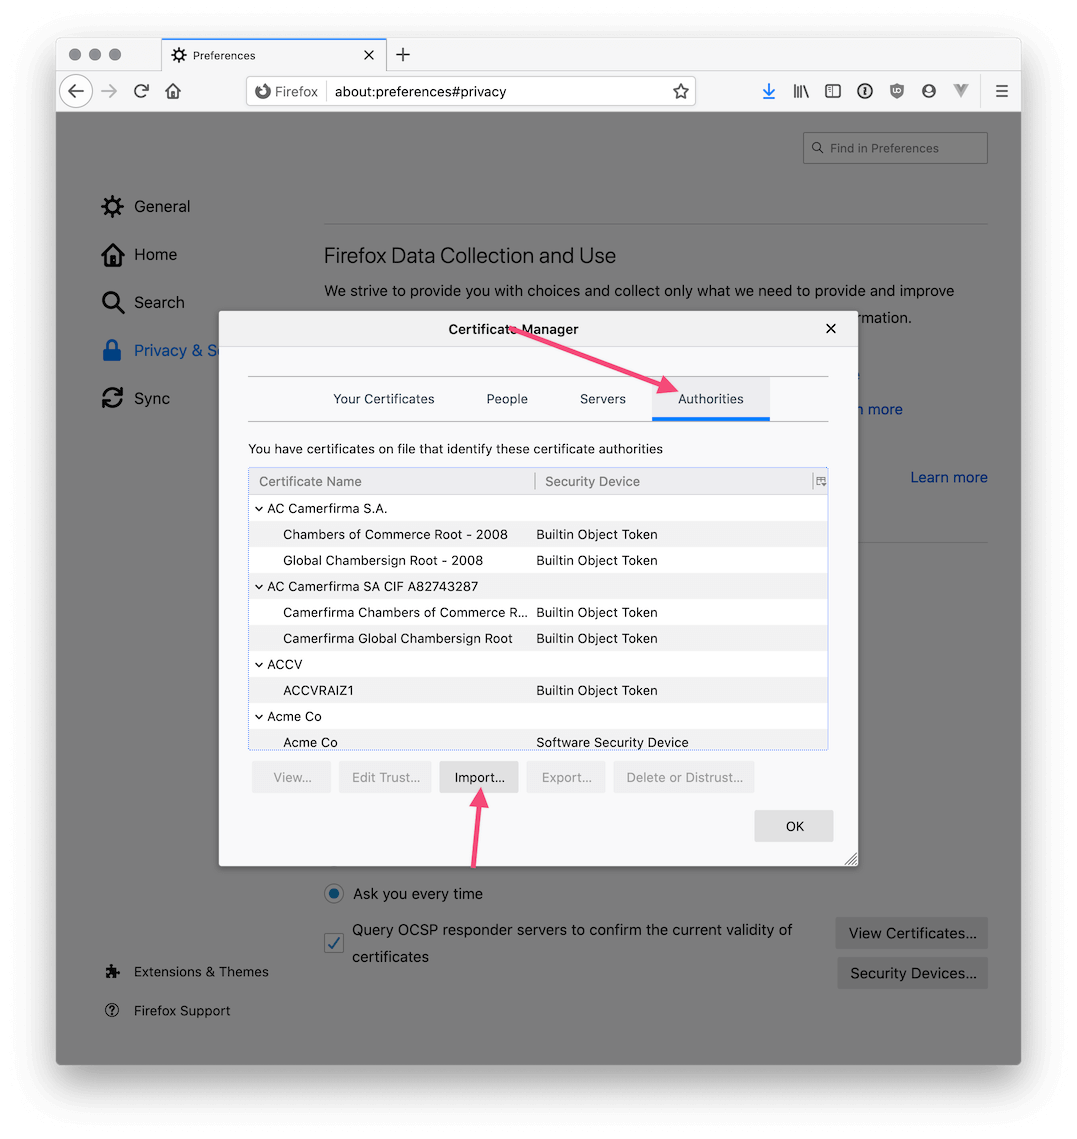 Preferences
Firefox
about:preferences#privacy
Find in Preferences
General
Home
Search
Privacy & S
Sync
Extensions & Themes
Firefox Support
Firefox Data Collection and Use
We strive to provide you with choices and collect only what we need to provide and improve
rmation.
Certificate Manager
Your Certificates
People
Servers
Authorities
n more
Learn more
You have certificates on file that identify these certificate authorities
Certificate Name
Security Device
AC Camerfirma S.A.
Chambers of Commerce Root - 2008 Builtin Object Token
Global Chambersign Root - 2008 Builtin Object Token
AC Camerfirma SA CIF A82743287
Camerfirma Chambers of Commerce R... Builtin Object Token
Camerfirma Global Chambersign Root Builtin Object Token
ACCV
ACCVRAIZ1 Builtin Object Token
Acme Co
Acme Co Software Security Device
View...
Edit Trust...
Import...
Export...
Delete or Distrust...
OK
Ask you every time
Query OCSP responder servers to confirm the current validity of
certificates
View Certificates...
Security Devices...